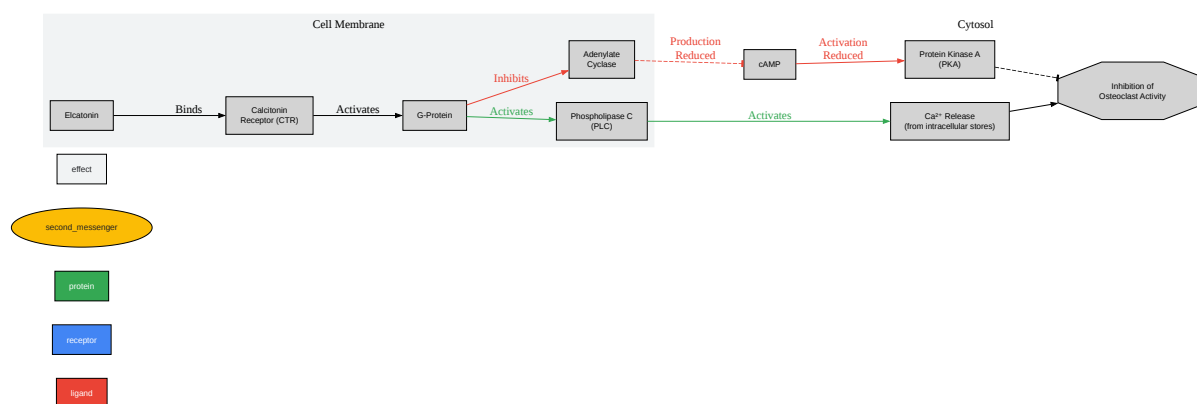 Cell Membrane
Cytosol
Elcatonin
Binds
Calcitonin
Receptor (CTR)
Activates
G-Protein
Inhibits
Activates
Adenylate
Cyclase
Phospholipase C
(PLC)
Production
Reduced
cAMP
Activation
Reduced
Protein Kinase A
(PKA)
Activates
Ca²⁺ Release
(from intracellular stores)
Inhibition of
Osteoclast Activity
effect
second_messenger
protein
receptor
ligand